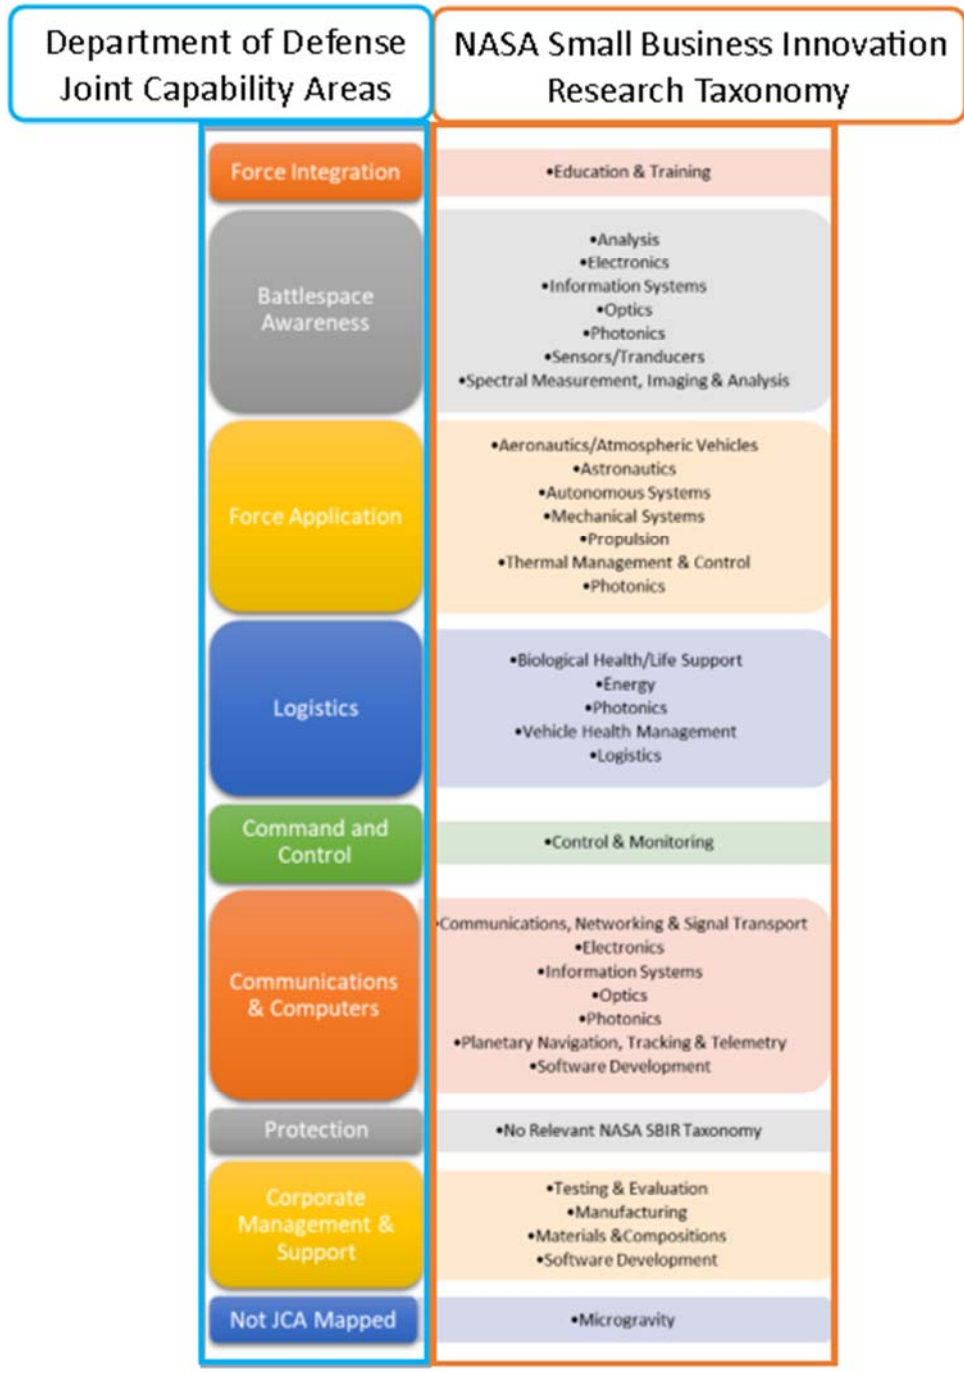 Department of Defense
Joint Capability Areas
NASA Small Business Innovation
Research Taxonomy
Force Integration
•Education & Training
Battlespace
Awareness
•Analysis
•Electronics
•Information Systems
•Optics
•Photonics
•Sensors/Tranducers
•Spectral Measurement, Imaging & Analysis
Force Application
•Aeronautics/Atmospheric Vehicles
•Astronautics
•Autonomous Systems
•Mechanical Systems
•Propulsion
•Thermal Management & Control
•Photonics
Logistics
•Biological Health/Life Support
•Energy
•Photonics
•Vehicle Health Management
•Logistics
Command and
Control
•Control & Monitoring
Communications
& Computers
•Communications, Networking & Signal Transport
•Electronics
•Information Systems
•Optics
•Photonics
•Planetary Navigation, Tracking & Telemetry
•Software Development
Protection
•No Relevant NASA SBIR Taxonomy
Corporate
Management &
Support
•Testing & Evaluation
•Manufacturing
•Materials &Compositions
•Software Development
Not JCA Mapped
•Microgravity